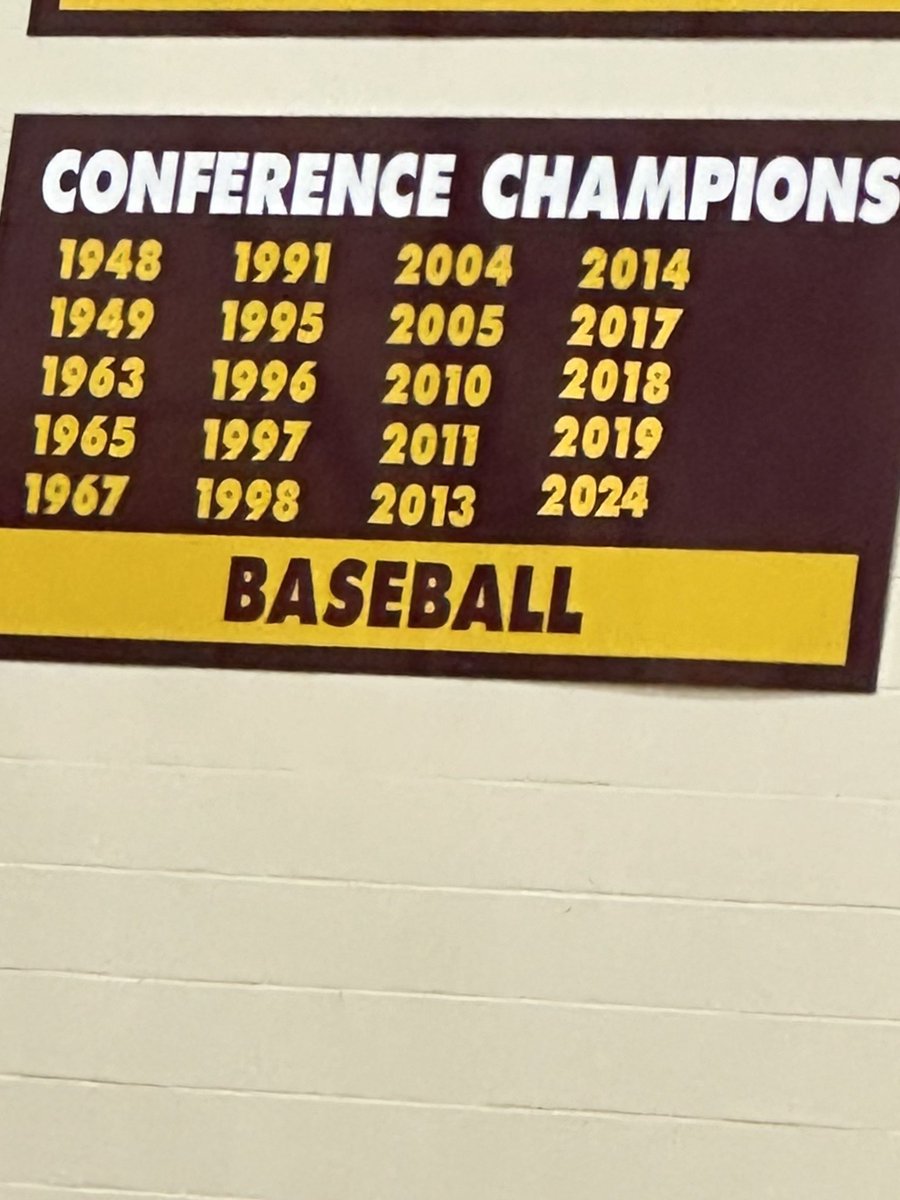 CONFERENCE CHAMPIONS
1948 1991 2004 2014
1949 1995 2005 2017
1963 1996 2010 2018
1965 1997 2011 2019
1967 1998 2013 2024
BASEBALL